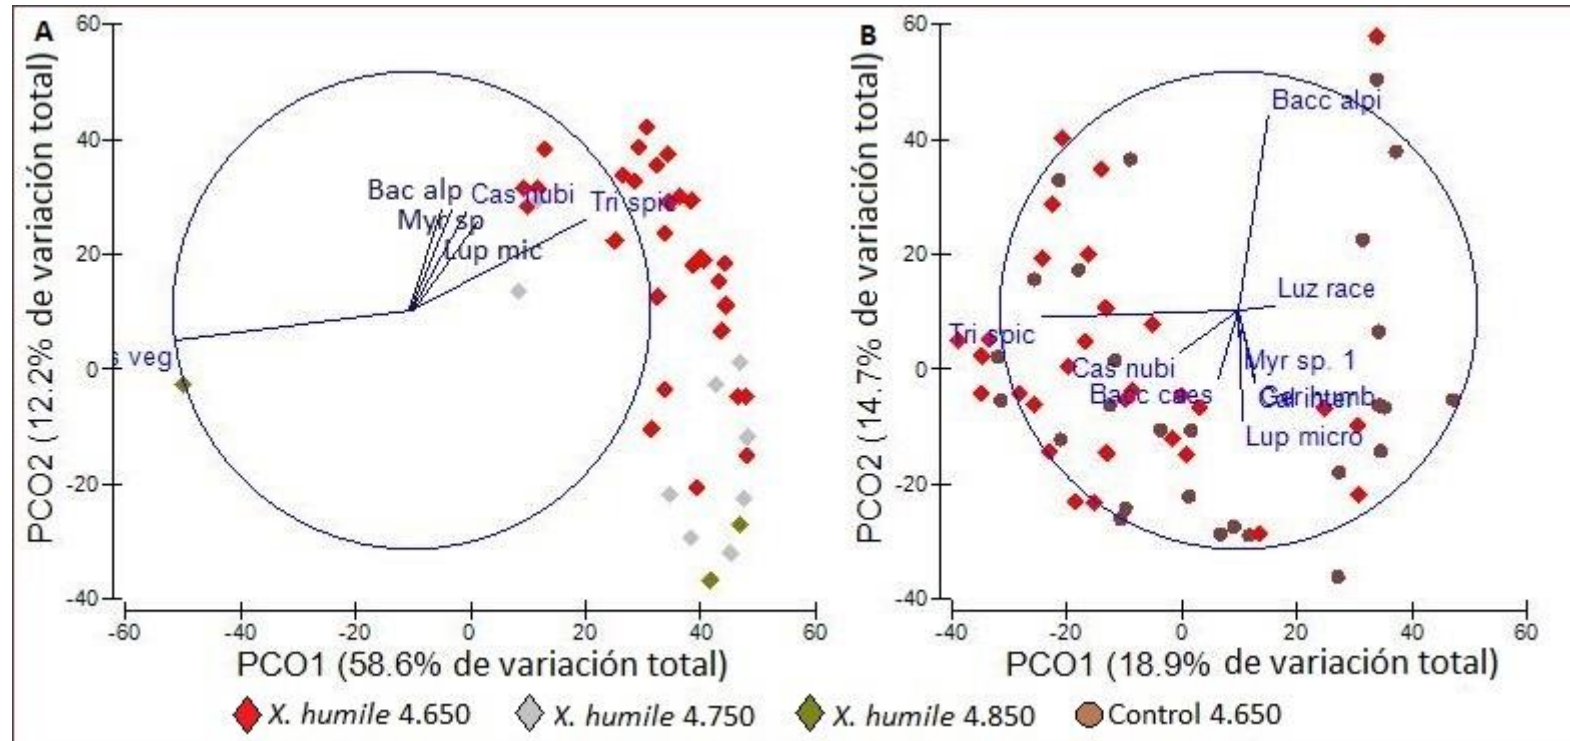 A
PCO2 (12.2% de variación total)
60
40
20
0
-20
-40
Bac alp
Cas nubi
Myr sp
Tri spic
Lup mic
s veg
-60
-40
-20
0
20
40
60
PCO1 (58.6% de variación total)
B
PCO2 (14.7% de variación total)
60
40
20
0
-20
-40
Bacc alpi
Luz race
Tri spic
Cas nubi
Myr sp. 1
Bacc caes
Lup micro
-40
-20
0
20
40
60
PCO1 (18.9% de variación total)
X. humile 4.650
X. humile 4.750
X. humile 4.850
Control 4.650